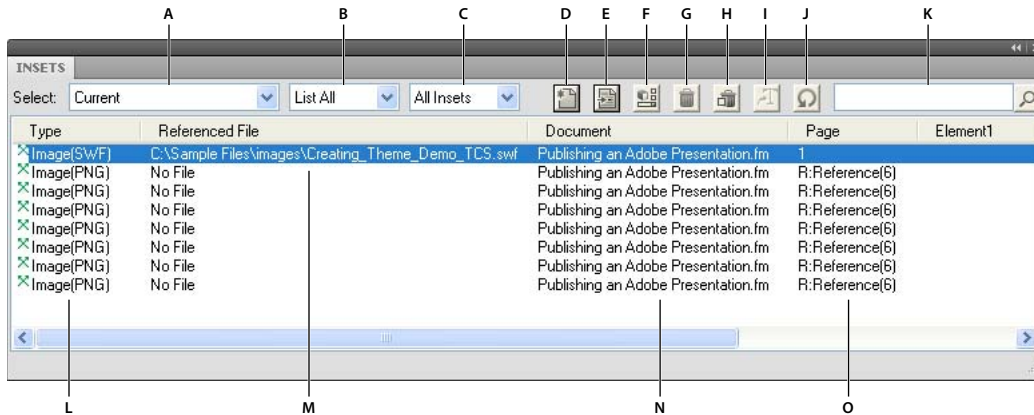 A B C D E F G H I J K
INSETS
Select: Current List All All Insets
Type Referenced File Document Page Element1
Image(SWF) C:\Sample Files\images\Creating_Theme_Demo_TCS.swf Publishing an Adobe Presentation.fm 1
Image(PNG) No File Publishing an Adobe Presentation.fm R:Reference(6)
Image(PNG) No File Publishing an Adobe Presentation.fm R:Reference(6)
Image(PNG) No File Publishing an Adobe Presentation.fm R:Reference(6)
Image(PNG) No File Publishing an Adobe Presentation.fm R:Reference(6)
Image(PNG) No File Publishing an Adobe Presentation.fm R:Reference(6)
Image(PNG) No File Publishing an Adobe Presentation.fm R:Reference(6)
Image(PNG) No File Publishing an Adobe Presentation.fm R:Reference(6)
L M N O